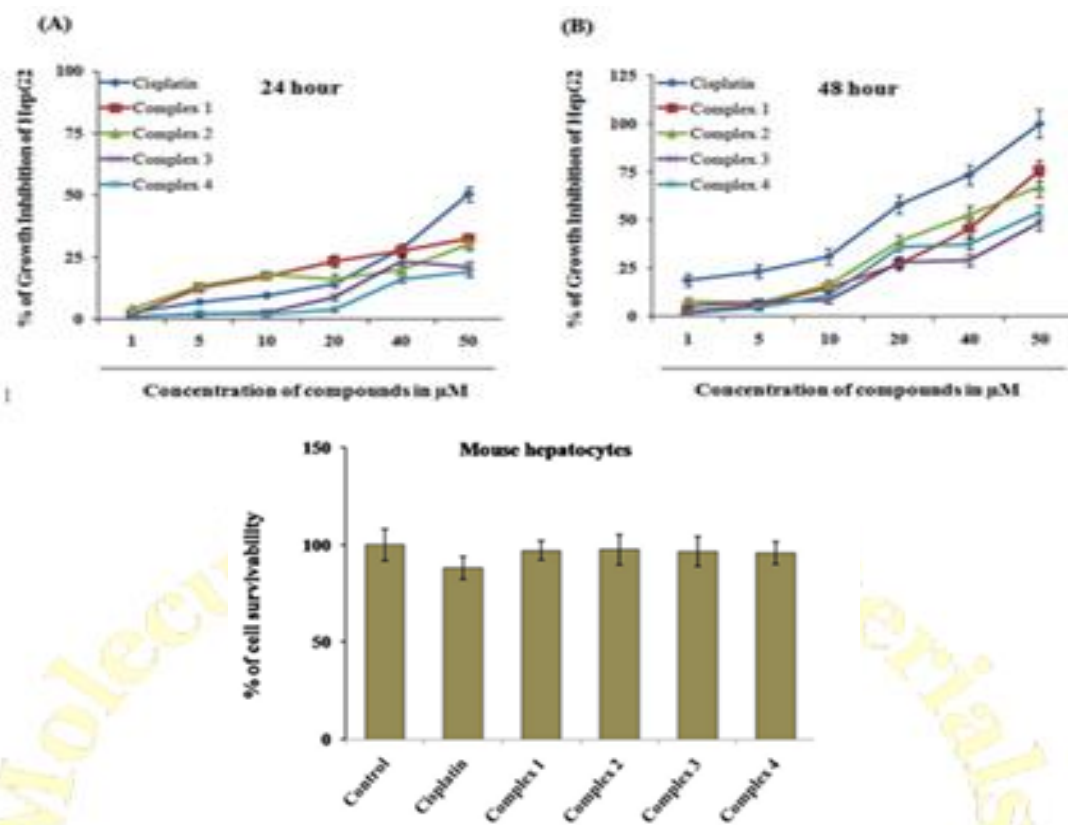 (A)
24 hour
% of Growth Inhibition of HepG2
100
75
50
25
0
Cisplatin
Complex 1
Complex 2
Complex 3
Complex 4
1 5 10 20 40 50
Concentration of compounds in μM
(B)
48 hour
% of Growth Inhibition of HepG2
125
100
75
50
25
0
Cisplatin
Complex 1
Complex 2
Complex 3
Complex 4
1 5 10 20 40 50
Concentration of compounds in μM
Mouse hepatocytes
% of cell survivability
150
100
50
0
Control
Cisplatin
Complex 1
Complex 2
Complex 3
Complex 4